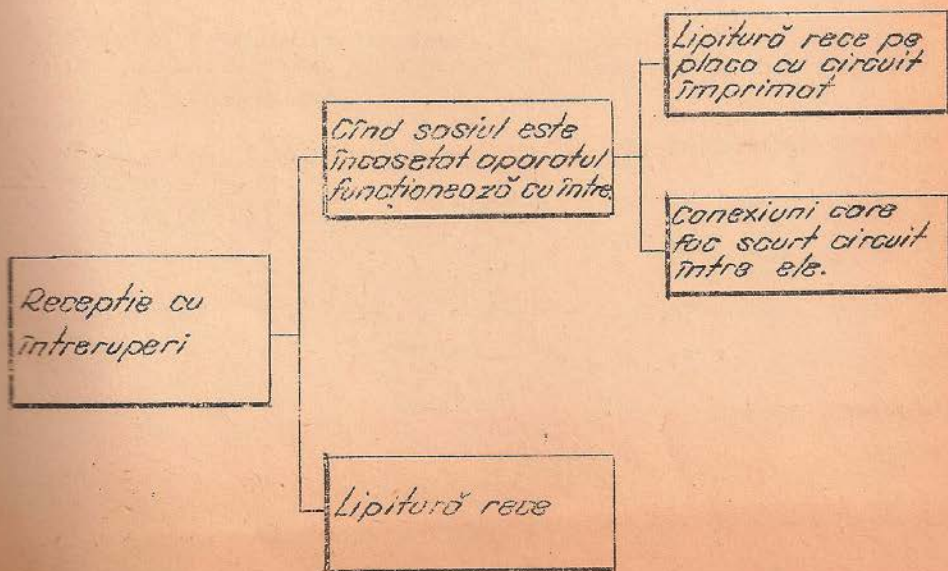 Lipitură rece pe
placa cu circuit
imprimat
Cînd sasiul este
încasetat aparatul
funcționează cu între
Conexiuni care
fac scurt circuit
între ele.
Receptie cu
întreruperi
Lipitură rece